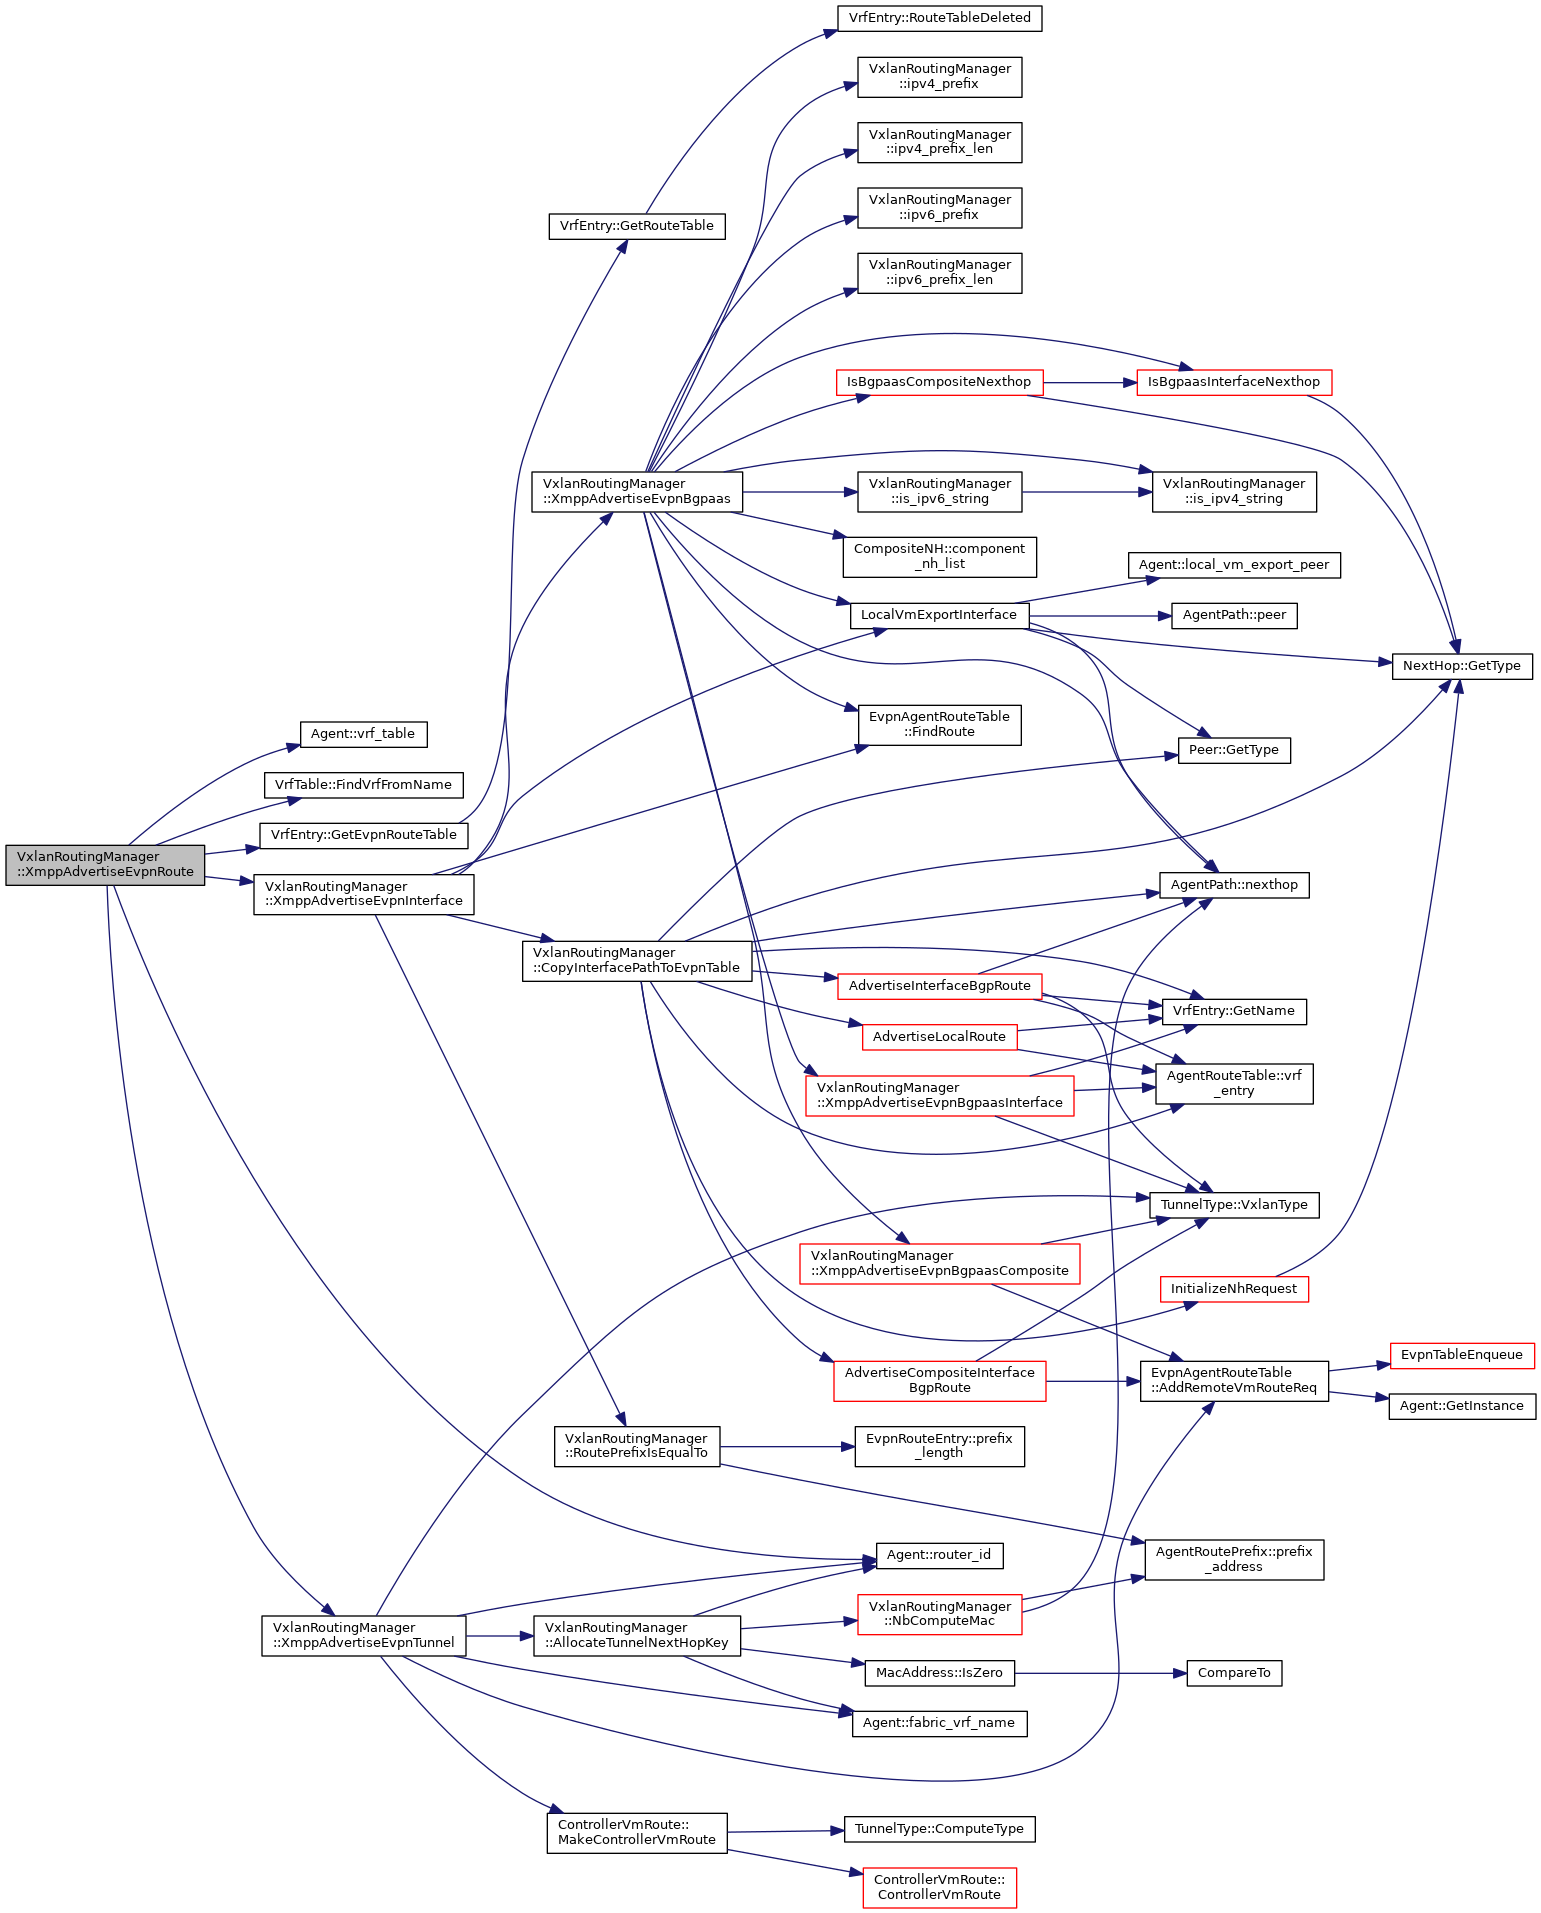 VrfEntry::RouteTableDeleted
VxlanRoutingManager
::ipv4_prefix
VxlanRoutingManager
::ipv4_prefix_len
VxlanRoutingManager
::ipv6_prefix
VrfEntry::GetRouteTable
VxlanRoutingManager
::ipv6_prefix_len
IsBgpaasCompositeNexthop
IsBgpaasInterfaceNexthop
VxlanRoutingManager
::XmppAdvertiseEvpnBgpaas
VxlanRoutingManager
::is_ipv6_string
VxlanRoutingManager
::is_ipv4_string
CompositeNH::component
_nh_list
Agent::local_vm_export_peer
LocalVmExportInterface
AgentPath::peer
NextHop::GetType
EvpnAgentRouteTable
::FindRoute
Agent::vrf_table
Peer::GetType
VrfTable::FindVrfFromName
VrfEntry::GetEvpnRouteTable
VxlanRoutingManager
::XmppAdvertiseEvpnRoute
VxlanRoutingManager
::XmppAdvertiseEvpnInterface
AgentPath::nexthop
VxlanRoutingManager
::CopyInterfacePathToEvpnTable
AdvertiseInterfaceBgpRoute
VrfEntry::GetName
AdvertiseLocalRoute
AgentRouteTable::vrf
_entry
VxlanRoutingManager
::XmppAdvertiseEvpnBgpaasInterface
TunnelType::VxlanType
VxlanRoutingManager
::XmppAdvertiseEvpnBgpaasComposite
InitializeNhRequest
EvpnTableEnqueue
AdvertiseCompositeInterface
BgpRoute
EvpnAgentRouteTable
::AddRemoteVmRouteReq
Agent::GetInstance
VxlanRoutingManager
::RoutePrefixIsEqualTo
EvpnRouteEntry::prefix
_length
Agent::router_id
AgentRoutePrefix::prefix
_address
VxlanRoutingManager
::XmppAdvertiseEvpnTunnel
VxlanRoutingManager
::AllocateTunnelNextHopKey
VxlanRoutingManager
::NbComputeMac
MacAddress::IsZero
CompareTo
Agent::fabric_vrf_name
ControllerVmRoute::
MakeControllerVmRoute
TunnelType::ComputeType
ControllerVmRoute::
ControllerVmRoute